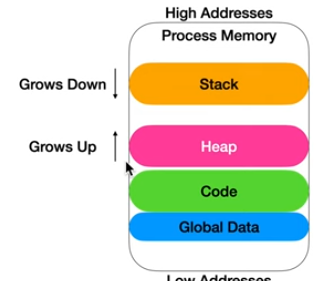 High Addresses
Process Memory
Grows Down
Stack
Grows Up
Heap
Code
Global Data
Low Addresses